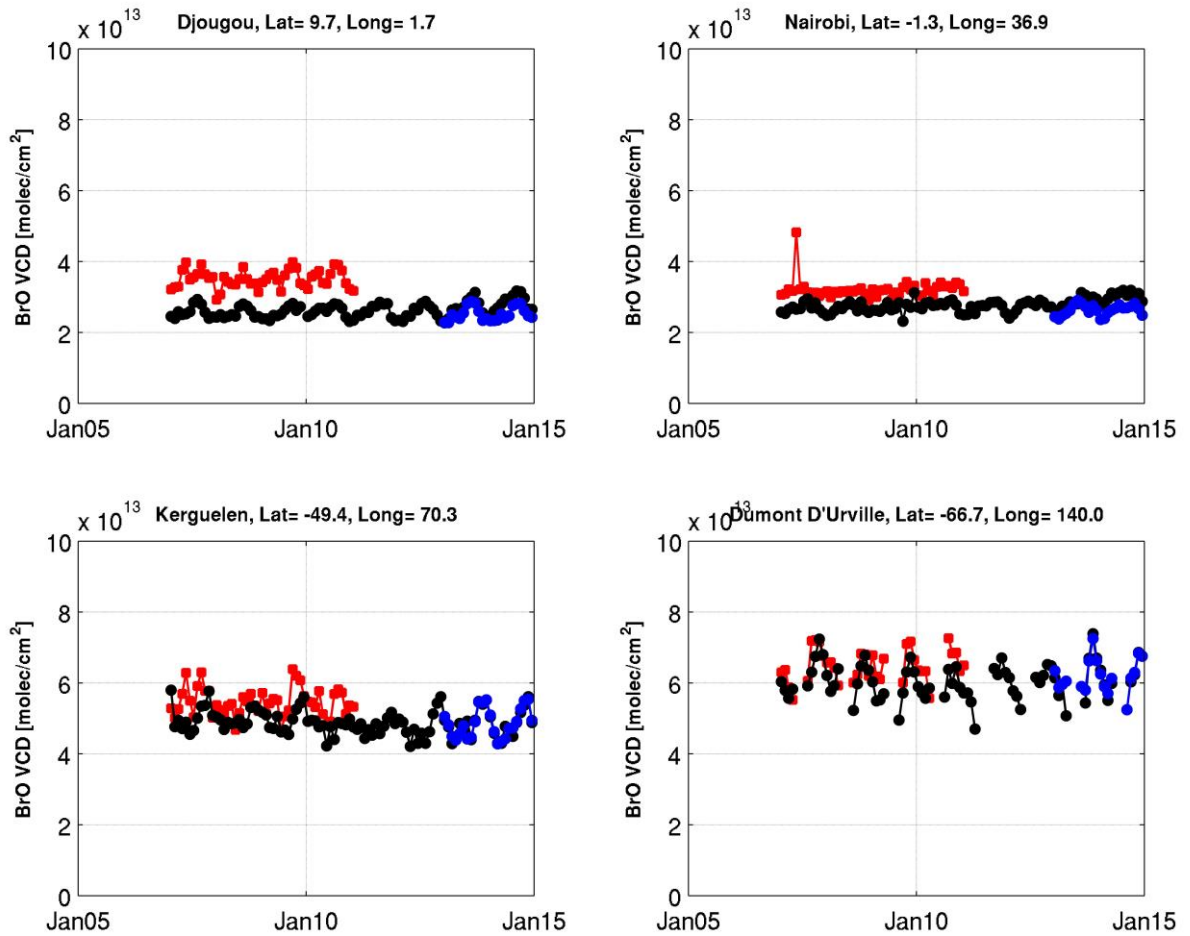 x 10^13
Djougou, Lat= 9.7, Long= 1.7
BrO VCD [molec/cm^2]
10
8
6
4
2
0
Jan05 Jan10 Jan15
x 10^13
Nairobi, Lat= -1.3, Long= 36.9
BrO VCD [molec/cm^2]
10
8
6
4
2
0
Jan05 Jan10 Jan15
x 10^13
Kerguelen, Lat= -49.4, Long= 70.3
BrO VCD [molec/cm^2]
10
8
6
4
2
0
Jan05 Jan10 Jan15
x 10^13
Dumont D'Urville, Lat= -66.7, Long= 140.0
BrO VCD [molec/cm^2]
10
8
6
4
2
0
Jan05 Jan10 Jan15